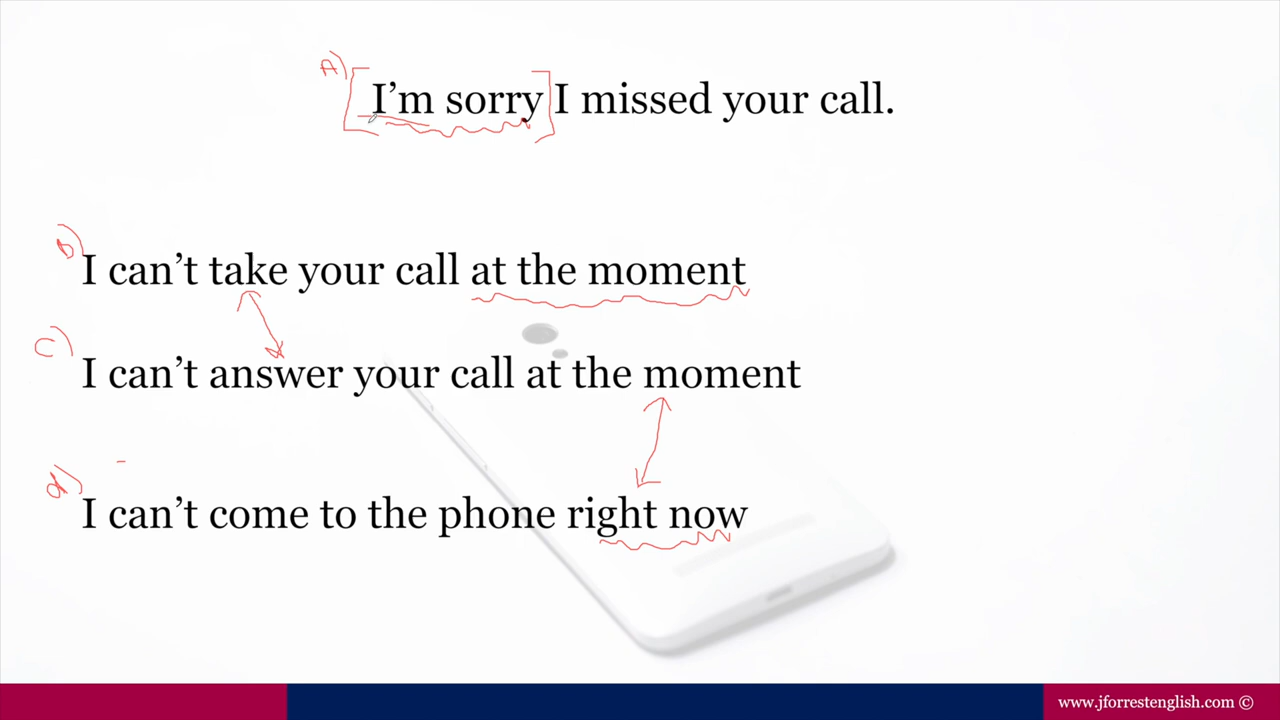 A) I’m sorry I missed your call.
b) I can’t take your call at the moment
c) I can’t answer your call at the moment
d) I can’t come to the phone right now
www.jforrestenglish.com ©